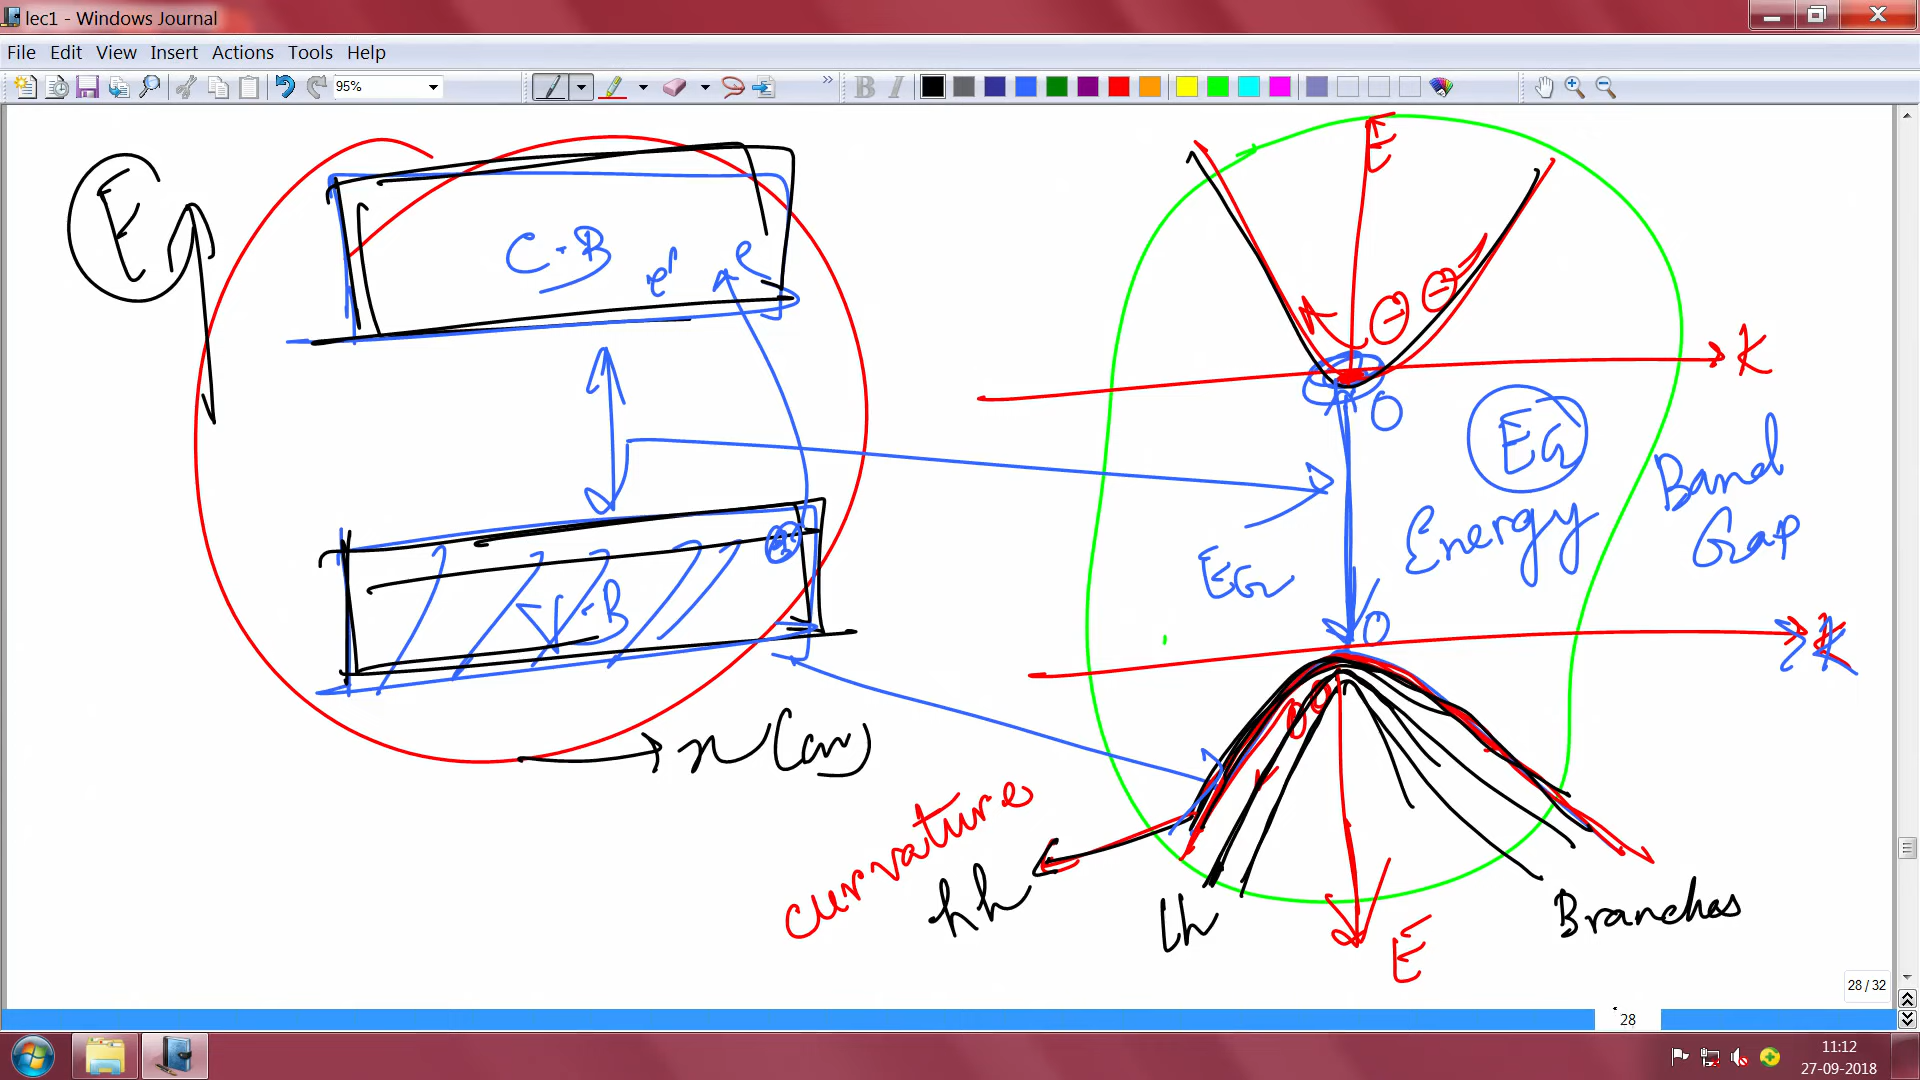 lec1 - Windows Journal
File Edit View Insert Actions Tools Help
95%
B I
E
C-B
e
E
K
O
EG
Band
Gap
Energy
EG
V-B
O
K
x (cm)
curvature
hh
lh
Branches
E
28 / 32
28
11:12
27-09-2018